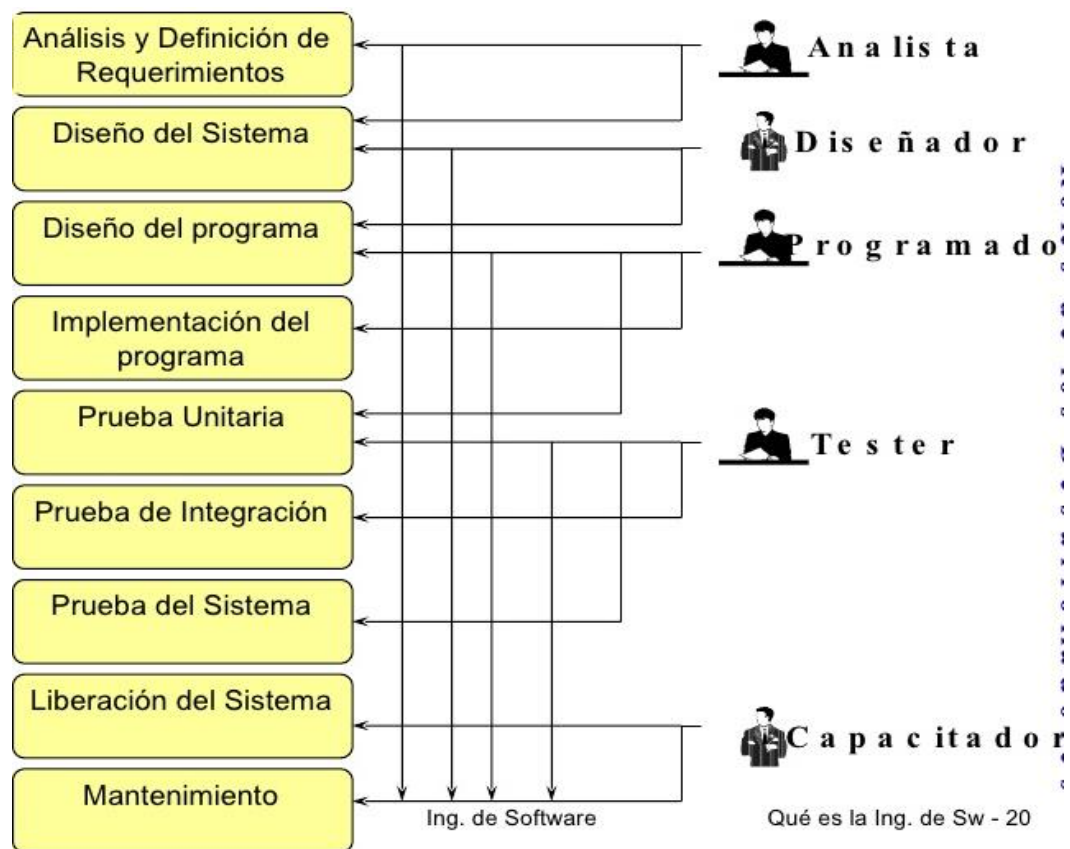 Análisis y Definición de
Requerimientos
Analista
Diseño del Sistema
Diseñador
Diseño del programa
Programado
Implementación del
programa
Prueba Unitaria
Tester
Prueba de Integración
Prueba del Sistema
Liberación del Sistema
Capacitador
Mantenimiento
Ing. de Software
Qué es la Ing. de Sw - 20